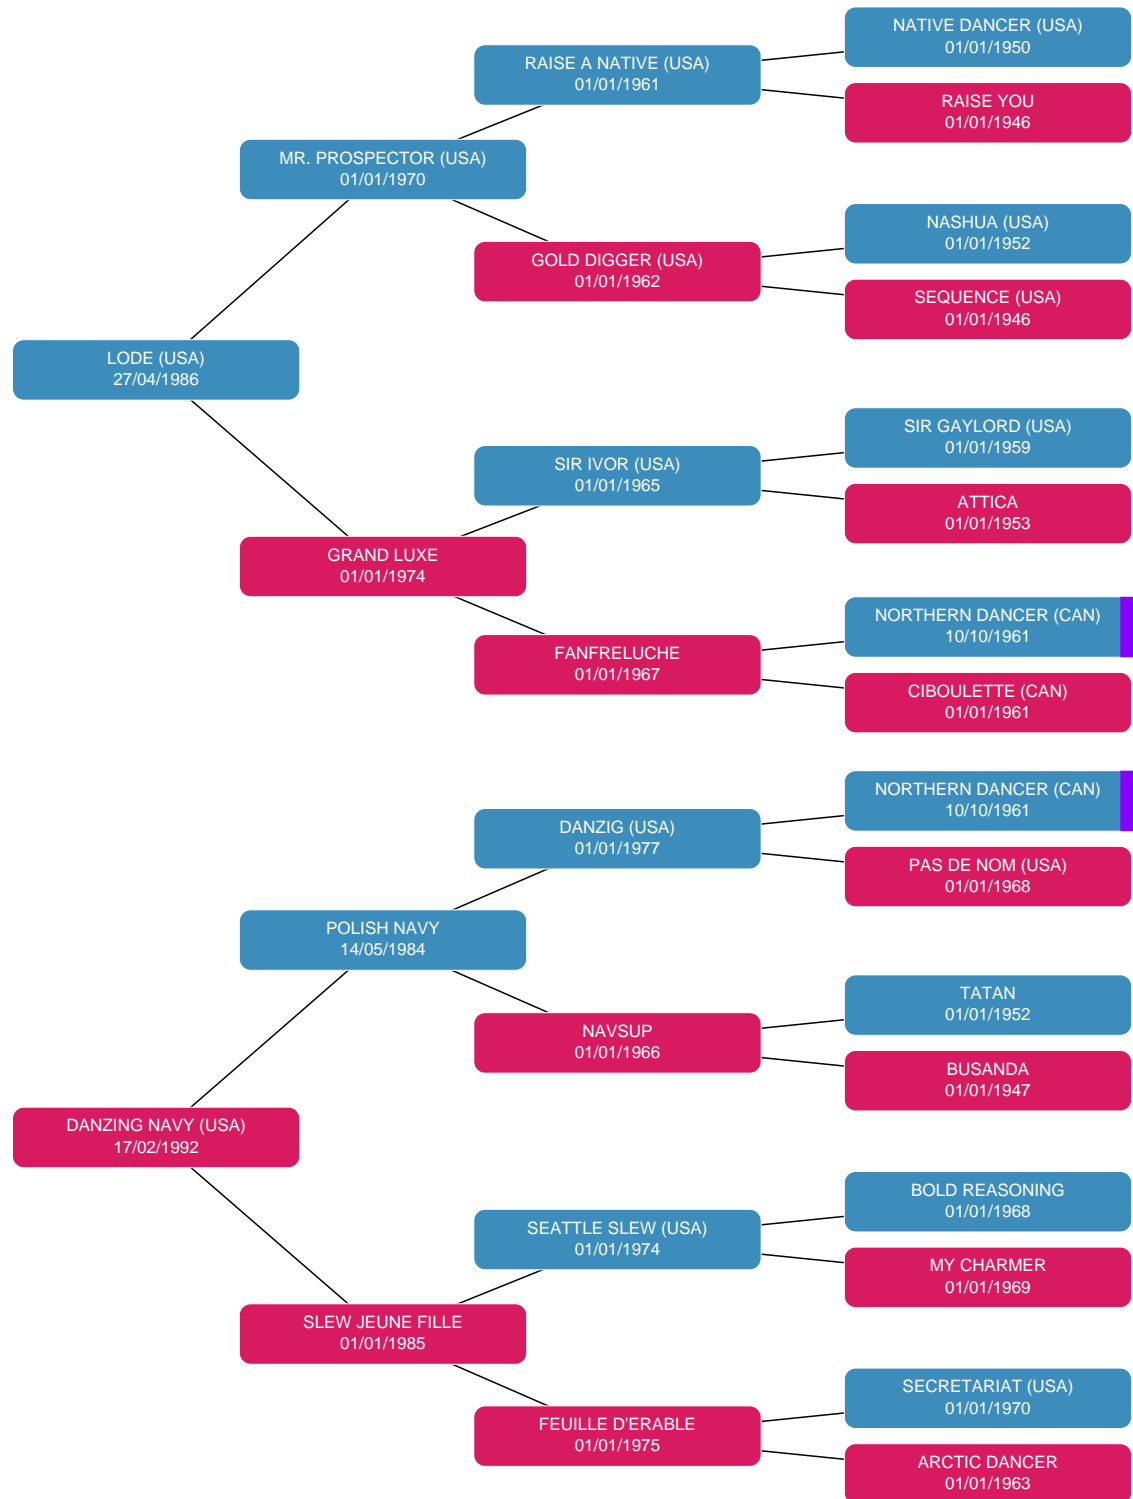 NATIVE DANCER (USA)
01/01/1950
RAISE A NATIVE (USA)
01/01/1961
RAISE YOU
01/01/1946
MR. PROSPECTOR (USA)
01/01/1970
NASHUA (USA)
01/01/1952
GOLD DIGGER (USA)
01/01/1962
SEQUENCE (USA)
01/01/1946
LODE (USA)
27/04/1986
SIR GAYLORD (USA)
01/01/1959
SIR IVOR (USA)
01/01/1965
ATTICA
01/01/1953
GRAND LUXE
01/01/1974
NORTHERN DANCER (CAN)
10/10/1961
FANFRELUCHE
01/01/1967
CIBOULETTE (CAN)
01/01/1961
NORTHERN DANCER (CAN)
10/10/1961
DANZIG (USA)
01/01/1977
PAS DE NOM (USA)
01/01/1968
POLISH NAVY
14/05/1984
TATAN
01/01/1952
NAVSUP
01/01/1966
BUSANDA
01/01/1947
DANZING NAVY (USA)
17/02/1992
BOLD REASONING
01/01/1968
SEATTLE SLEW (USA)
01/01/1974
MY CHARMER
01/01/1969
SLEW JEUNE FILLE
01/01/1985
SECRETARIAT (USA)
01/01/1970
FEUILLE D'ERABLE
01/01/1975
ARCTIC DANCER
01/01/1963